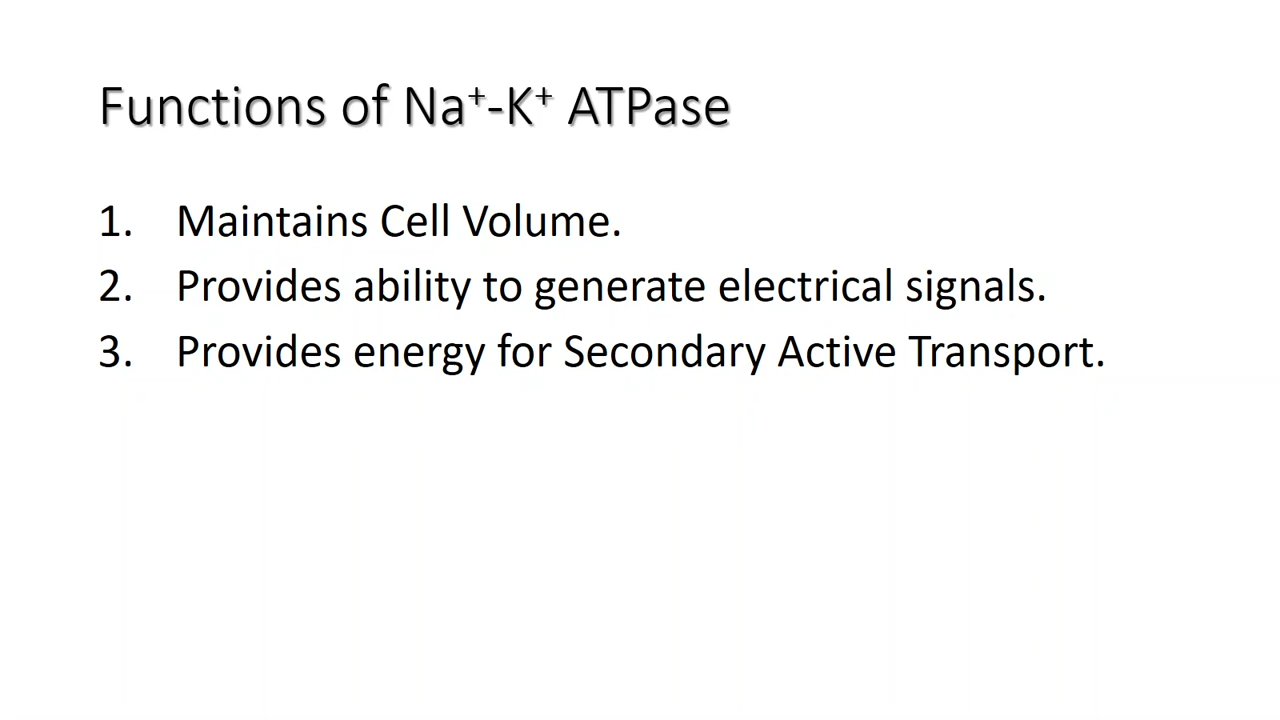 Functions of Na⁺-K⁺ ATPase
1. Maintains Cell Volume.
2. Provides ability to generate electrical signals.
3. Provides energy for Secondary Active Transport.